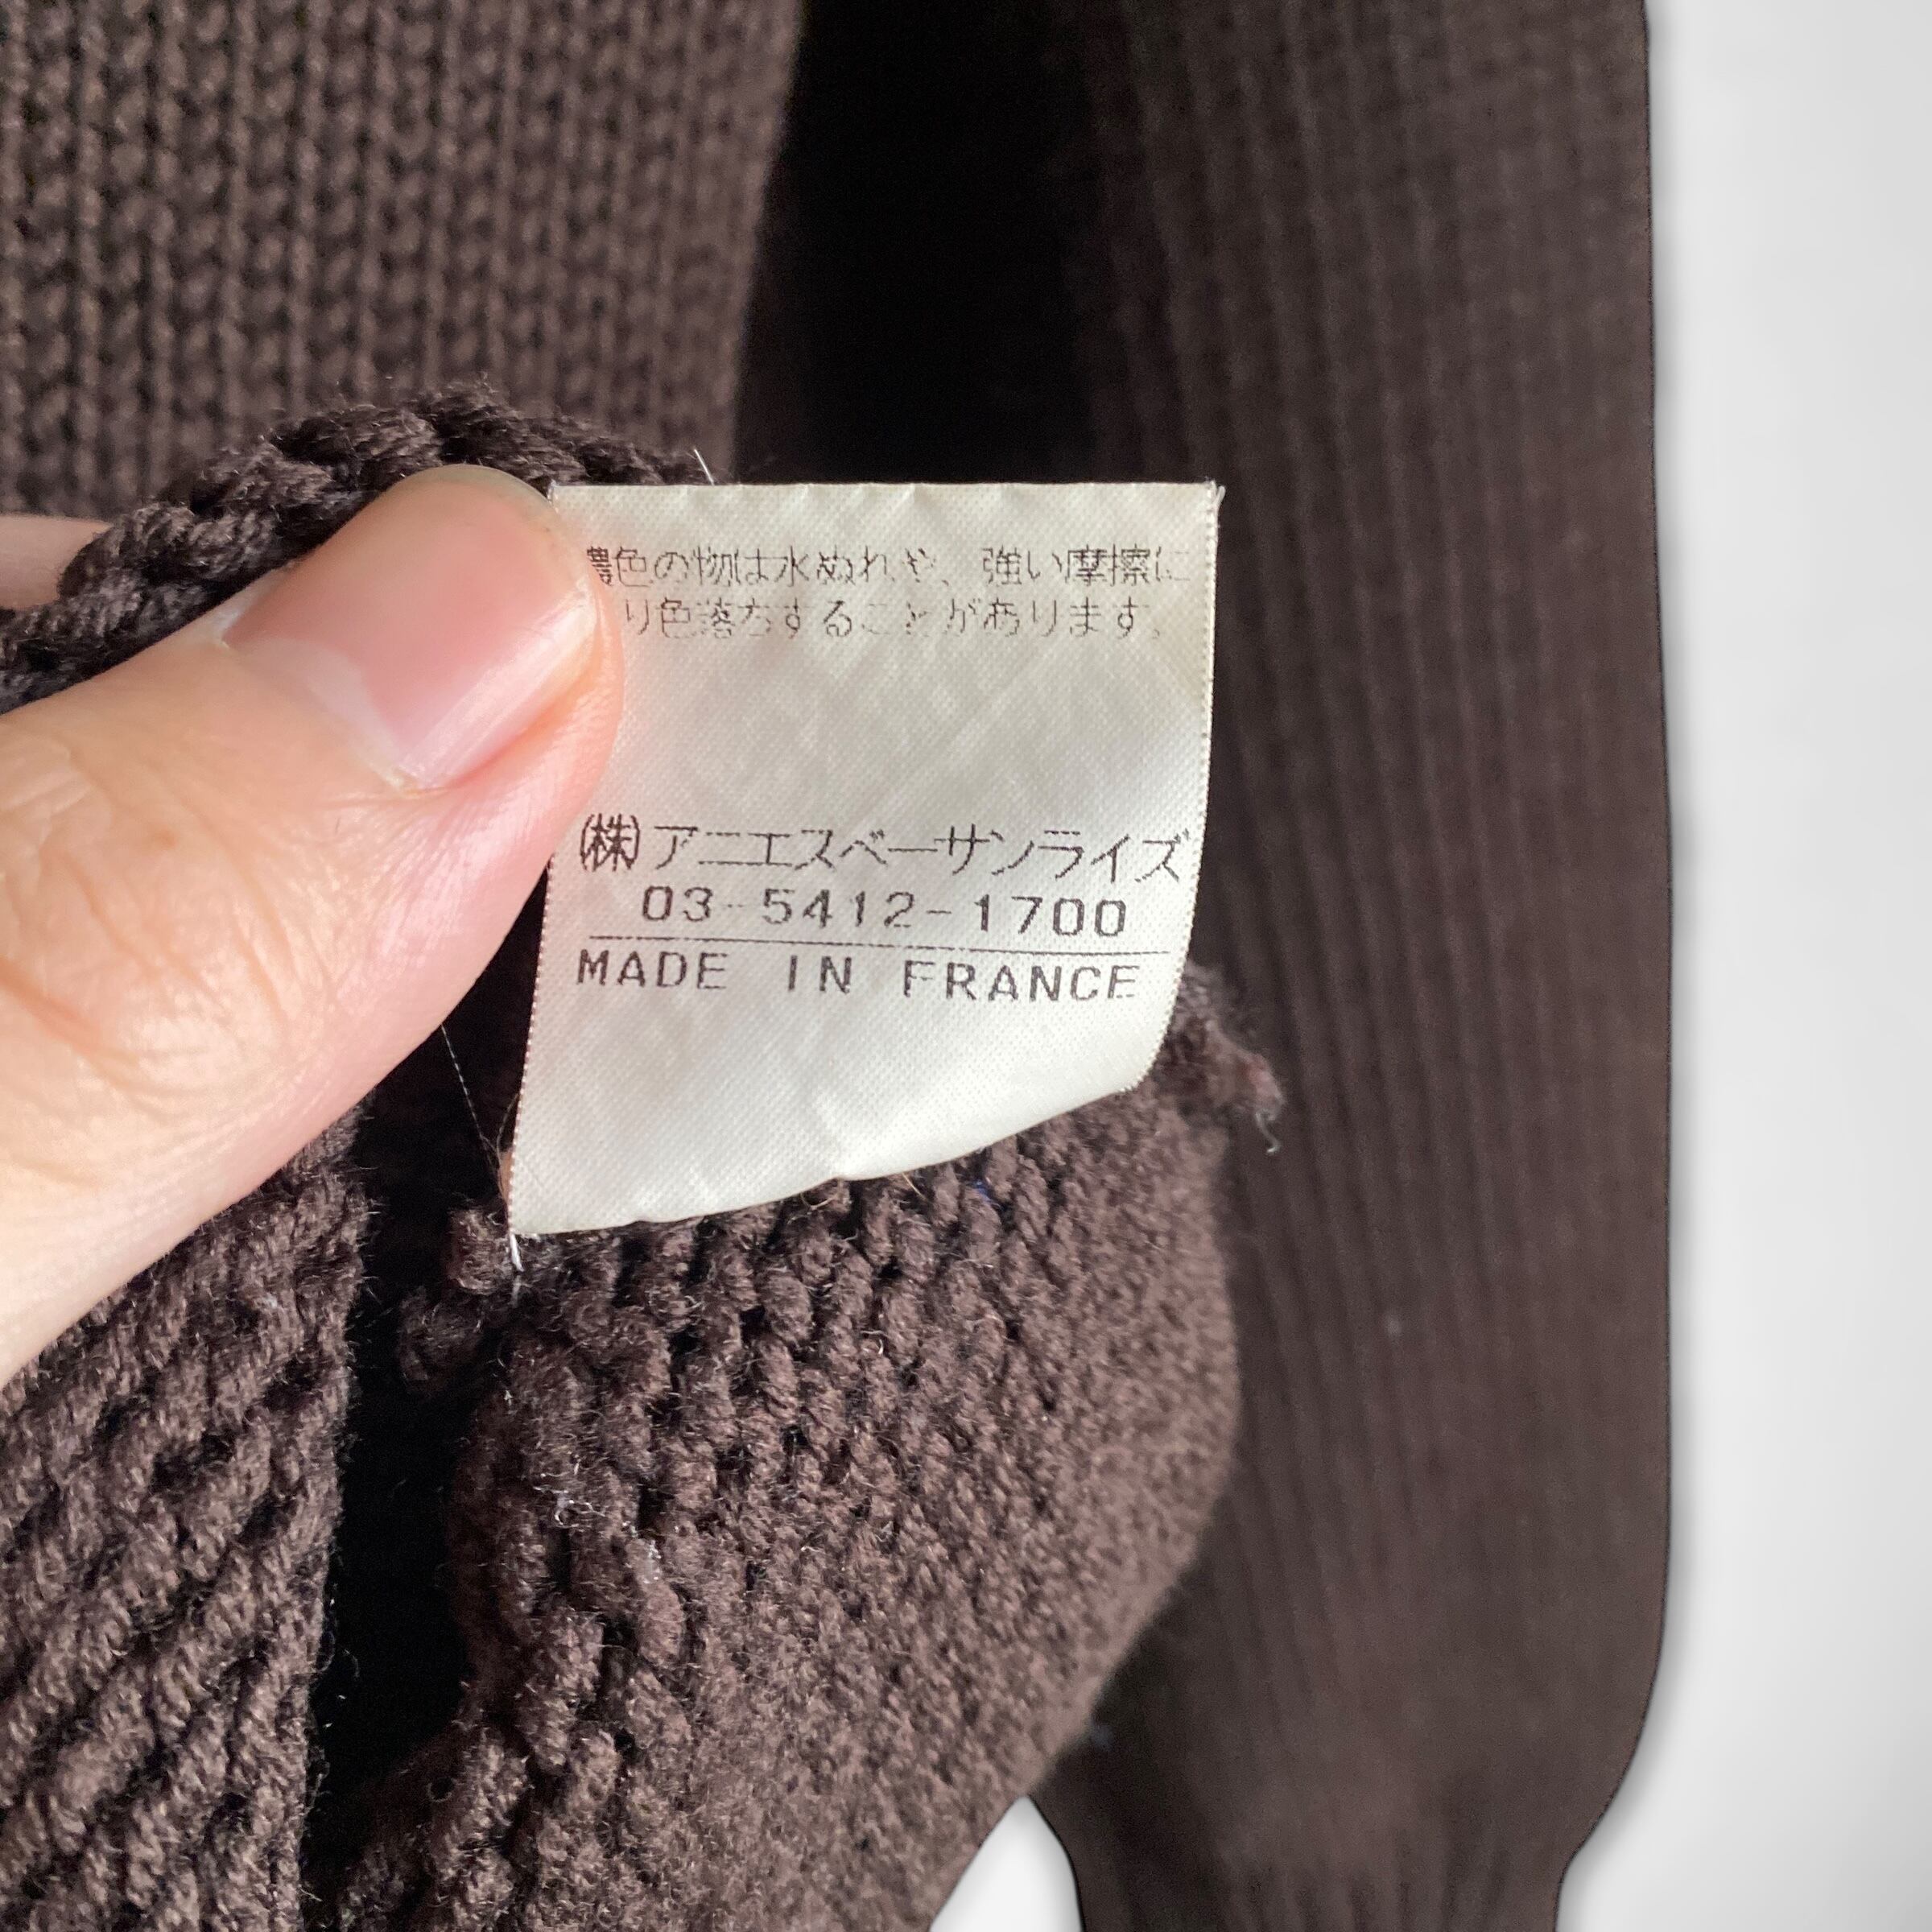 濃色の物は水ぬれや、強い摩擦に
り色落ちすることがあります。
(株)アニエスベーサンライズ
03-5412-1700
MADE IN FRANCE